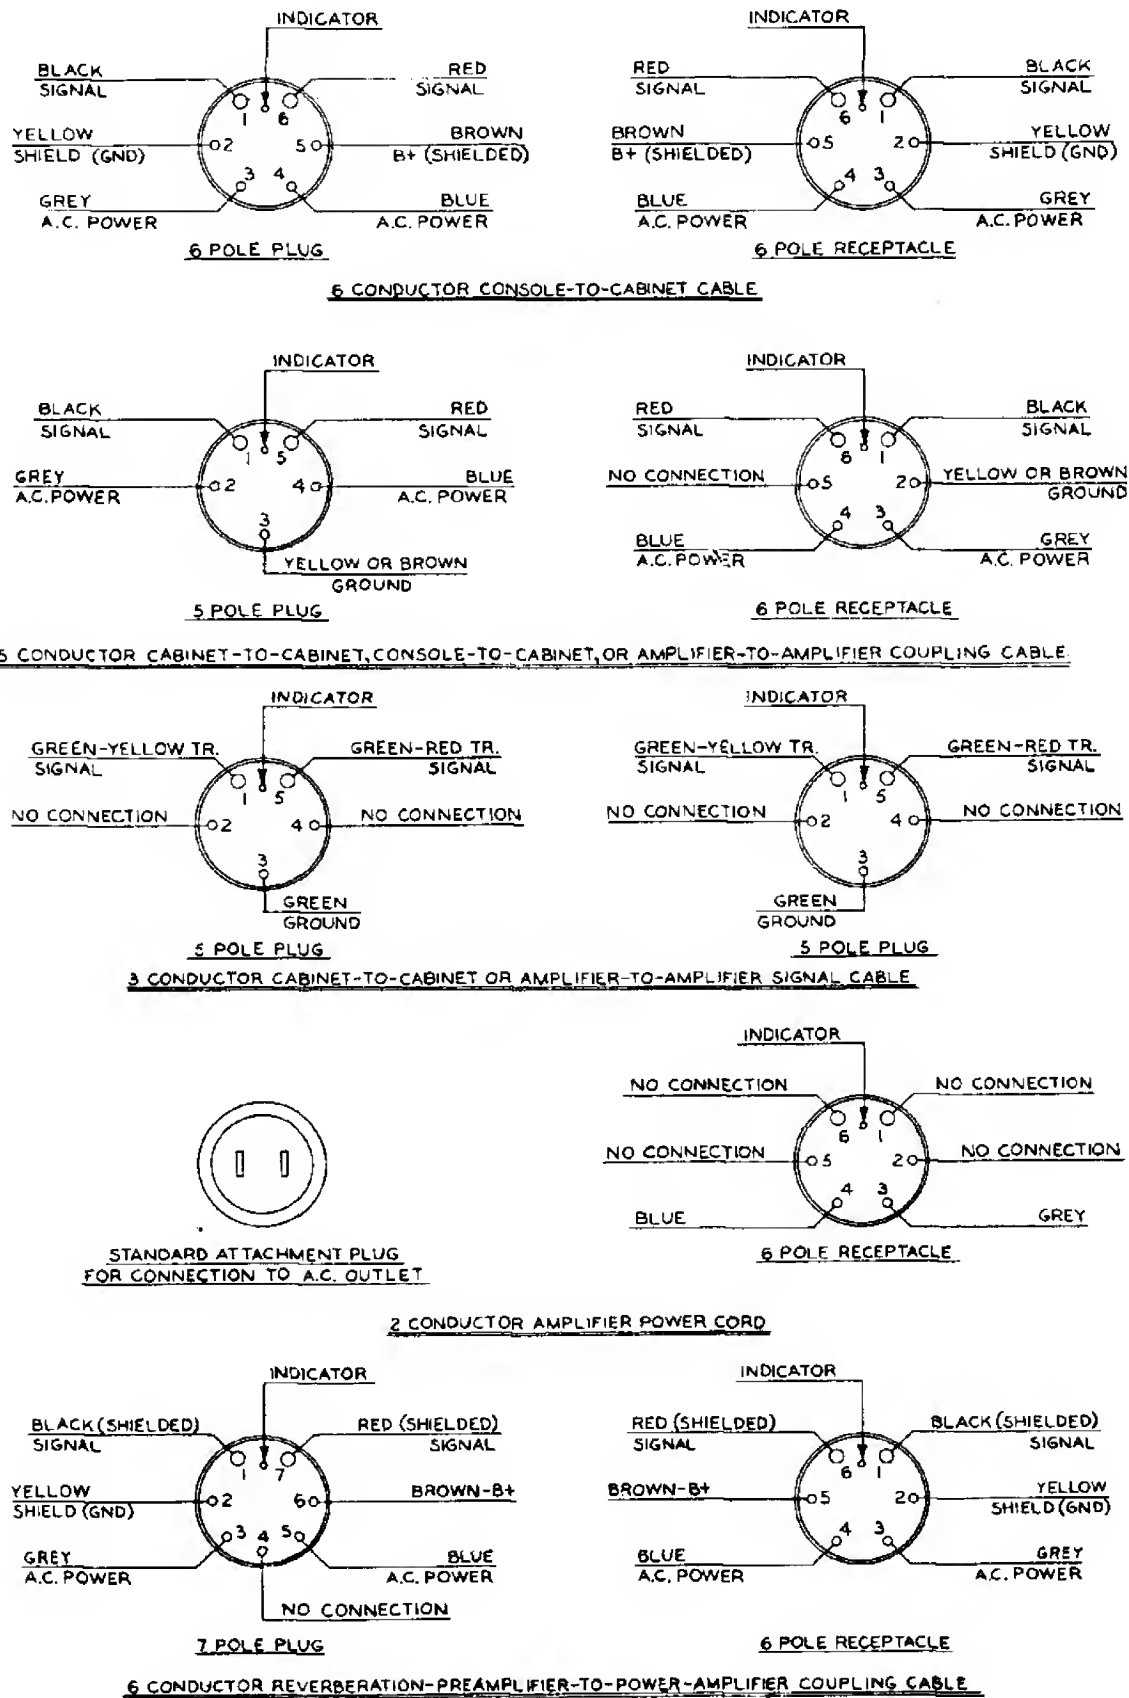 INDICATOR
BLACK
SIGNAL
RED
SIGNAL
1
6
YELLOW
SHIELD (GND)
2
5
BROWN
B+ (SHIELDED)
3
4
GREY
A.C. POWER
BLUE
A.C. POWER
6 POLE PLUG
INDICATOR
RED
SIGNAL
BLACK
SIGNAL
6
1
BROWN
B+ (SHIELDED)
5
2
YELLOW
SHIELD (GND)
4
3
BLUE
A.C. POWER
GREY
A.C. POWER
6 POLE RECEPTACLE
6 CONDUCTOR CONSOLE-TO-CABINET CABLE
INDICATOR
BLACK
SIGNAL
RED
SIGNAL
1
5
GREY
A.C. POWER
2
4
BLUE
A.C. POWER
3
YELLOW OR BROWN
GROUND
5 POLE PLUG
INDICATOR
RED
SIGNAL
BLACK
SIGNAL
6
1
NO CONNECTION
5
2
YELLOW OR BROWN
GROUND
4
3
BLUE
A.C. POWER
GREY
A.C. POWER
6 POLE RECEPTACLE
5 CONDUCTOR CABINET-TO-CABINET, CONSOLE-TO-CABINET, OR AMPLIFIER-TO-AMPLIFIER COUPLING CABLE
INDICATOR
GREEN-YELLOW TR.
SIGNAL
GREEN-RED TR.
SIGNAL
1
5
NO CONNECTION
2
4
NO CONNECTION
3
GREEN
GROUND
5 POLE PLUG
INDICATOR
GREEN-YELLOW TR.
SIGNAL
GREEN-RED TR.
SIGNAL
1
5
NO CONNECTION
2
4
NO CONNECTION
3
GREEN
GROUND
5 POLE PLUG
3 CONDUCTOR CABINET-TO-CABINET OR AMPLIFIER-TO-AMPLIFIER SIGNAL CABLE
STANDARD ATTACHMENT PLUG
FOR CONNECTION TO A.C. OUTLET
INDICATOR
NO CONNECTION
NO CONNECTION
6
1
NO CONNECTION
5
2
NO CONNECTION
4
3
BLUE
GREY
6 POLE RECEPTACLE
2 CONDUCTOR AMPLIFIER POWER CORD
INDICATOR
BLACK (SHIELDED)
SIGNAL
RED (SHIELDED)
SIGNAL
1
7
YELLOW
SHIELD (GND)
2
6
BROWN-B+
3
4
5
GREY
A.C. POWER
BLUE
A.C. POWER
NO CONNECTION
7 POLE PLUG
INDICATOR
RED (SHIELDED)
SIGNAL
BLACK (SHIELDED)
SIGNAL
6
1
BROWN-B+
5
2
YELLOW
SHIELD (GND)
4
3
BLUE
A.C. POWER
GREY
A.C. POWER
6 POLE RECEPTACLE
6 CONDUCTOR REVERBERATION-PREAMPLIFIER-TO-POWER-AMPLIFIER COUPLING CABLE